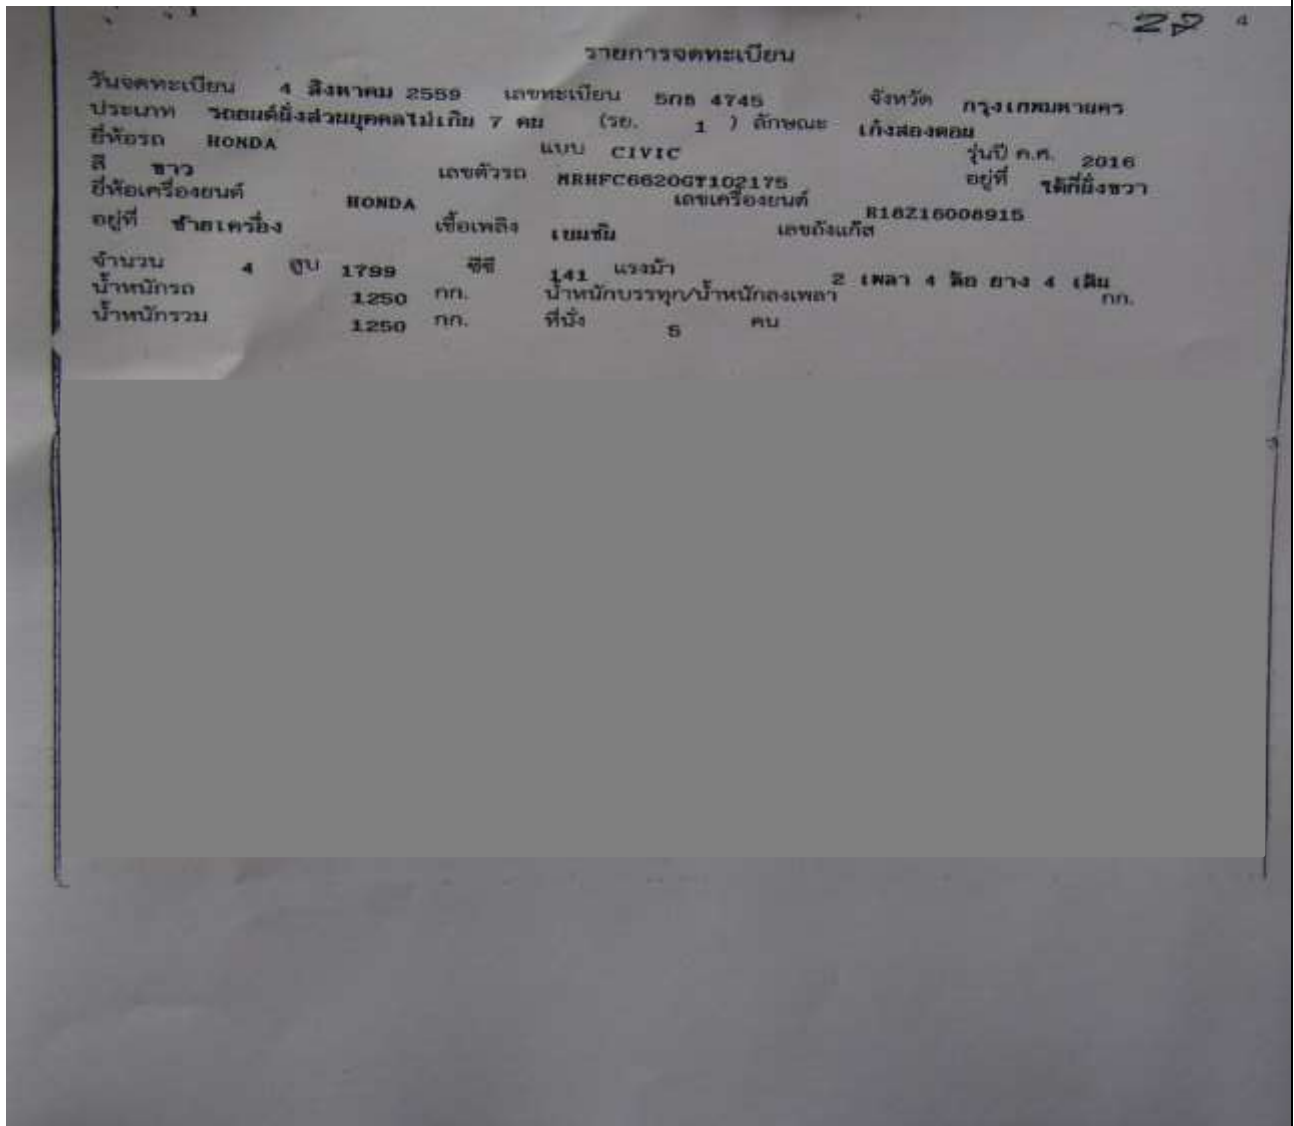 4
รายการจดทะเบียน
วันจดทะเบียน 4 สิงหาคม 2559 เลขทะเบียน 5กธ 4745 จังหวัด กรุงเทพมหานคร
ประเภท รถยนต์นั่งส่วนบุคคลไม่เกิน 7 คน (รย. 1 ) ลักษณะ เก๋งสองตอน
ยี่ห้อรถ HONDA แบบ CIVIC รุ่นปี ค.ศ. 2016
สี ขาว เลขตัวรถ MRHFC6620GT102175 อยู่ที่ ใต้ที่นั่งขวา
ยี่ห้อเครื่องยนต์ HONDA เลขเครื่องยนต์ R18Z16008915
อยู่ที่ ซ้ายเครื่อง เชื้อเพลิง เบนซิน เลขถังแก๊ส
จำนวน 4 สูบ 1799 ซีซี 141 แรงม้า 2 เพลา 4 ล้อ ยาง 4 เส้น
น้ำหนักรถ 1250 กก. น้ำหนักบรรทุก/น้ำหนักลงเพลา กก.
น้ำหนักรวม 1250 กก. ที่นั่ง 5 คน